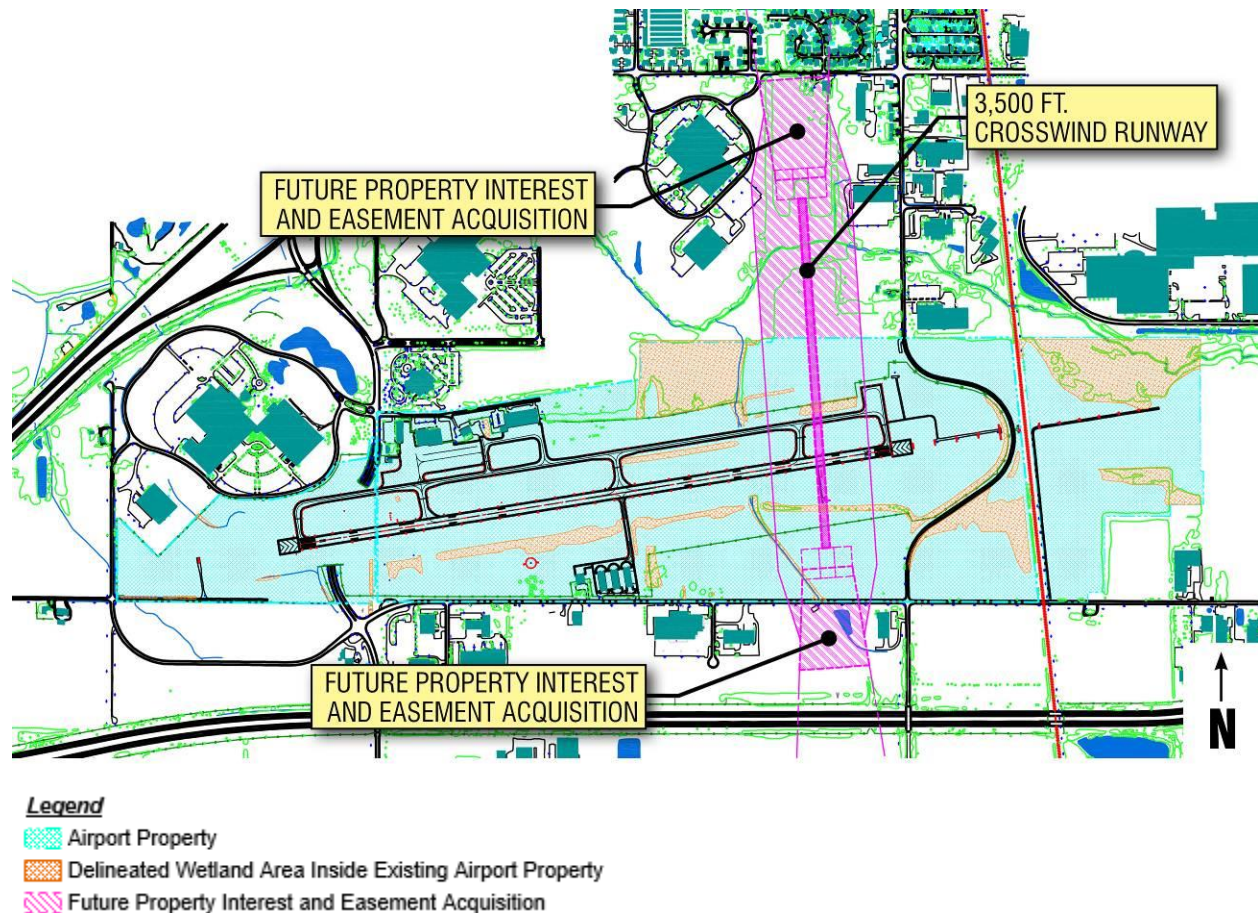 3,500 FT.
CROSSWIND RUNWAY
FUTURE PROPERTY INTEREST
AND EASEMENT ACQUISITION
FUTURE PROPERTY INTEREST
AND EASEMENT ACQUISITION
N
Legend
Airport Property
Delineated Wetland Area Inside Existing Airport Property
Future Property Interest and Easement Acquisition